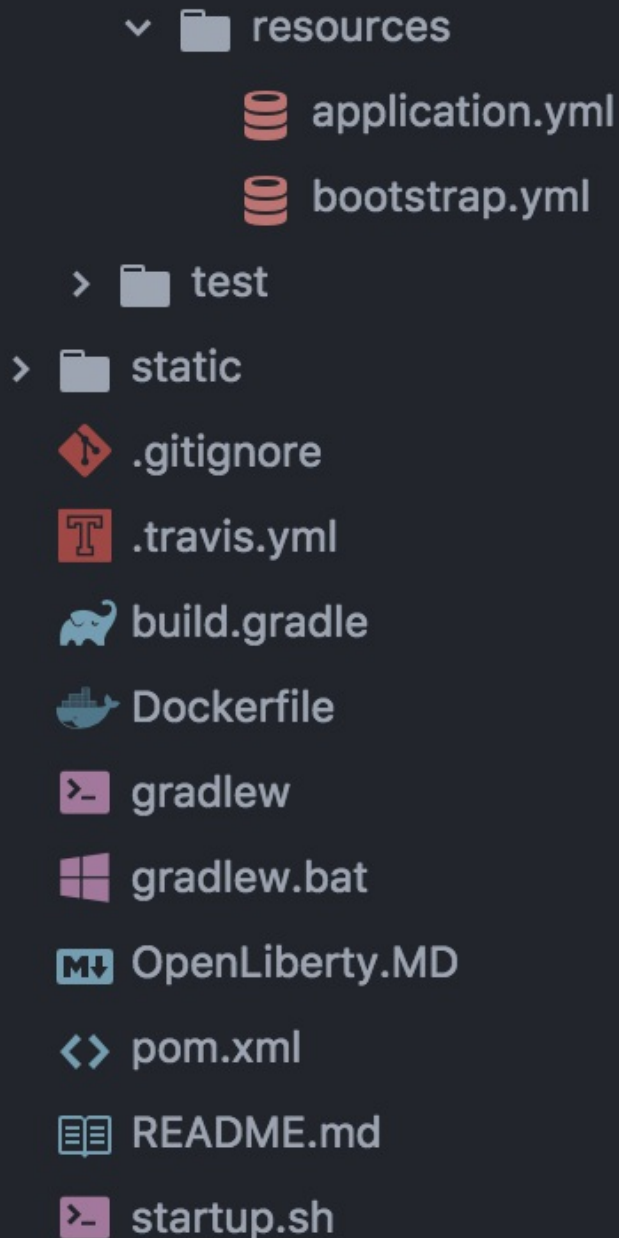 resources
application.yml
bootstrap.yml
test
static
.gitignore
.travis.yml
build.gradle
Dockerfile
gradlew
gradlew.bat
OpenLiberty.MD
pom.xml
README.md
startup.sh